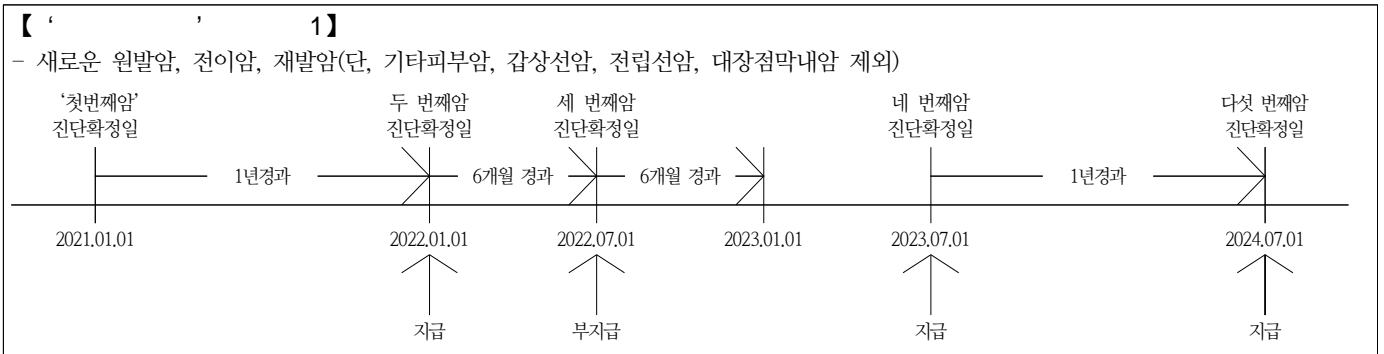 【 ‘ ’ 1】
- 새로운 원발암, 전이암, 재발암(단, 기타피부암, 갑상선암, 전립선암, 대장점막내암 제외)
‘첫번째암’ 두 번째암 세 번째암 네 번째암 다섯 번째암
진단확정일 진단확정일 진단확정일 진단확정일 진단확정일
1년경과 6개월 경과 6개월 경과 1년경과
2021.01.01 2022.01.01 2022.07.01 2023.01.01 2023.07.01 2024.07.01
지급 부지급 지급 지급